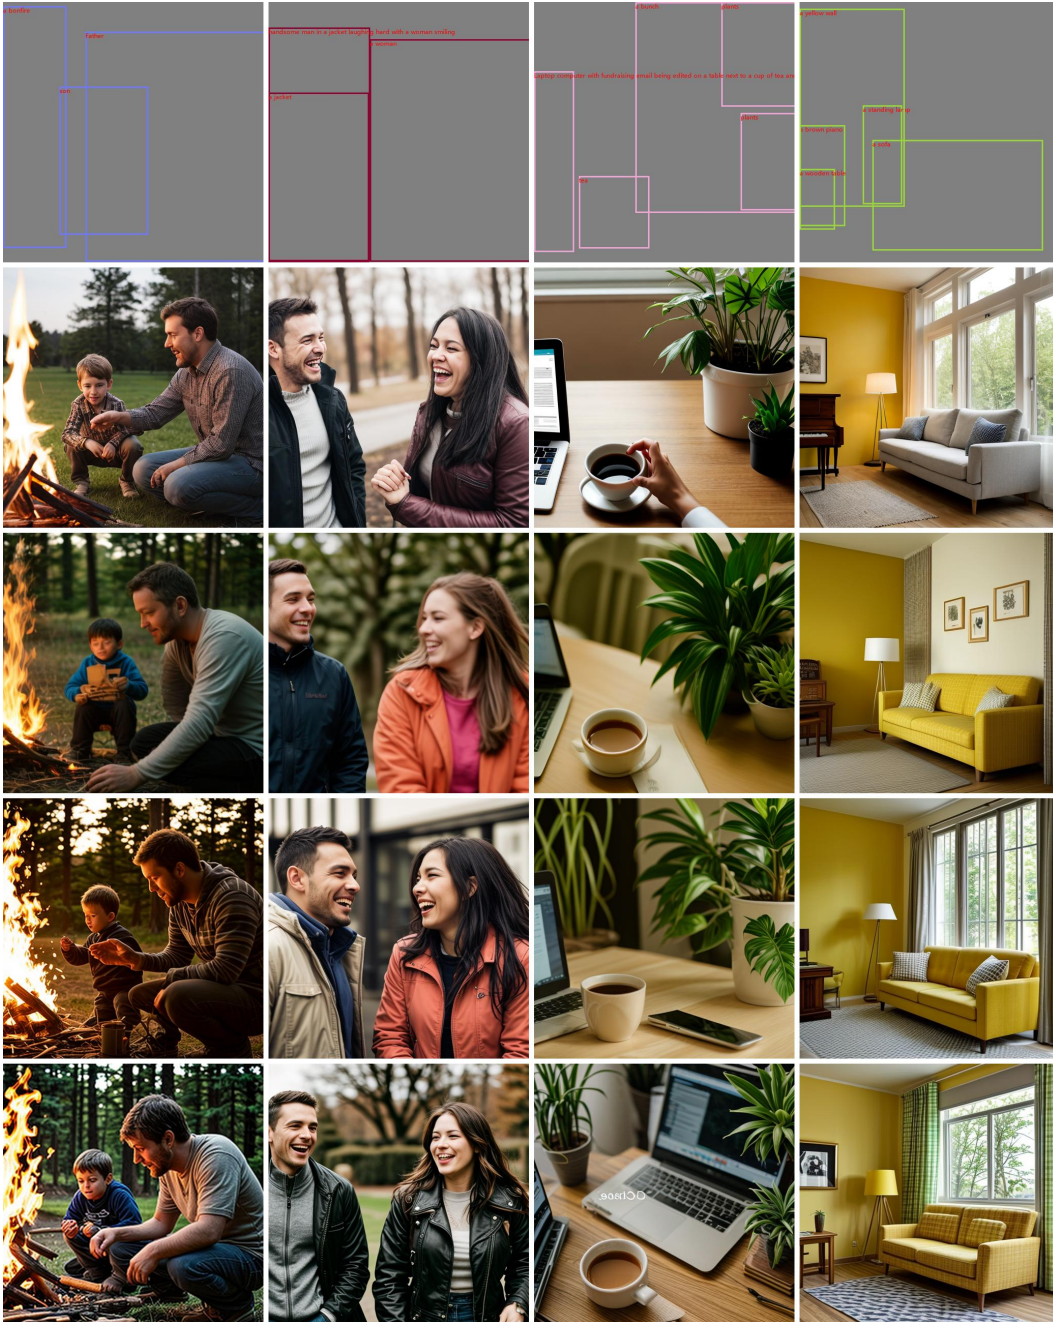 a bonfire
father
son
handsome man in a jacket laughing hard with a woman smiling
a woman
a jacket
a bunch
plants
Laptop computer with fundraising email being edited on a table next to a cup of tea an
plants
tea
a yellow wall
a standing lamp
a brown piano
a sofa
a wooden table